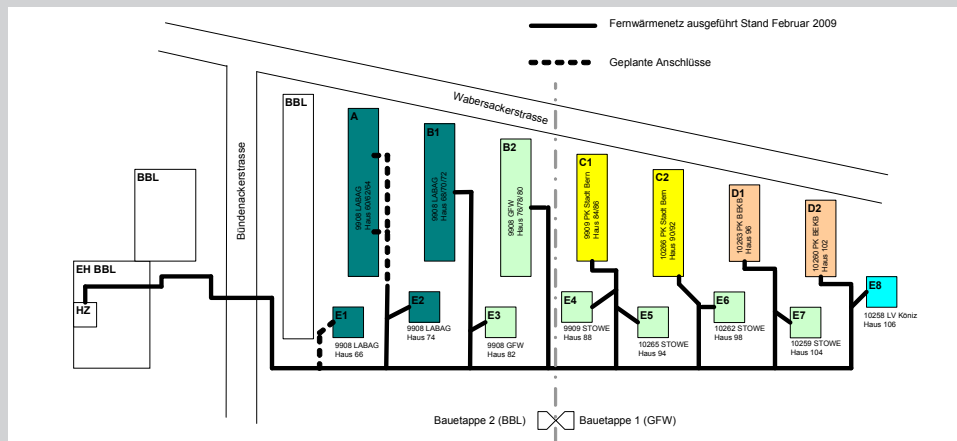 Fernwärmenetz ausgeführt Stand Februar 2009
Geplante Anschlüsse
Wabersackerstrasse
Bündenackerstrasse
BBL
BBL
EH BBL
HZ
A
9908 LABAG
Haus 60/62/64
B1
9908 LABAG
Haus 68/70/72
B2
9908 GFW
Haus 76/78/80
C1
9909 PK Stadt Bern
Haus 84/86
C2
10266 PK Stadt Bern
Haus 90/92
D1
10263 PK BEKB
Haus 96
D2
10260 PK BEKB
Haus 102
E1
9908 LABAG
Haus 66
E2
9908 LABAG
Haus 74
E3
9908 GFW
Haus 82
E4
9909 STOWE
Haus 88
E5
10265 STOWE
Haus 94
E6
10262 STOWE
Haus 98
E7
10259 STOWE
Haus 104
E8
10258 LV Köniz
Haus 106
Bauetappe 2 (BBL)
Bauetappe 1 (GFW)